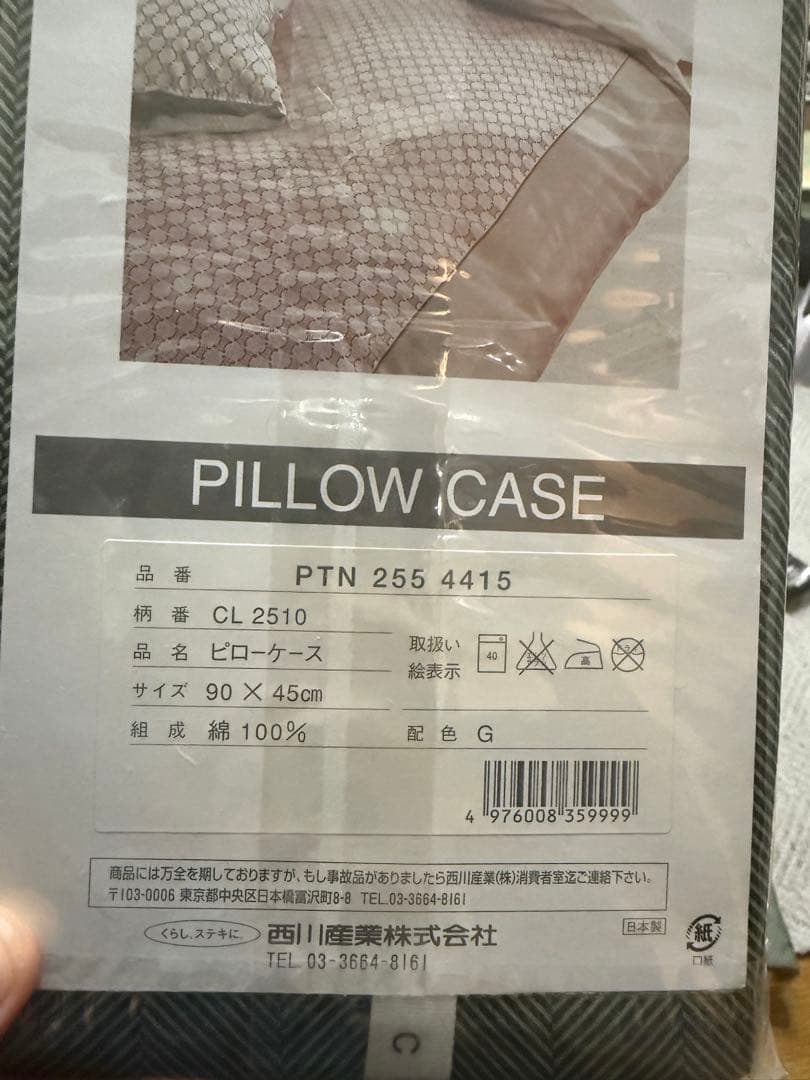 PILLOW CASE
品番 PTN 255 4415
柄番 CL 2510
品名 ピローケース
サイズ 90 × 45cm
組成 綿 100%
取扱い
絵表示
40
高
配色 G
4 976008 359999
商品には万全を期しておりますが、もし事故品がありましたら西川産業(株)消費者室迄ご連絡下さい。
〒103-0006 東京都中央区日本橋富沢町8-8 TEL.03-3664-8161
くらし、ステキに。
西川産業株式会社
日本製
紙
口紙
TEL. 03-3664-8161
C